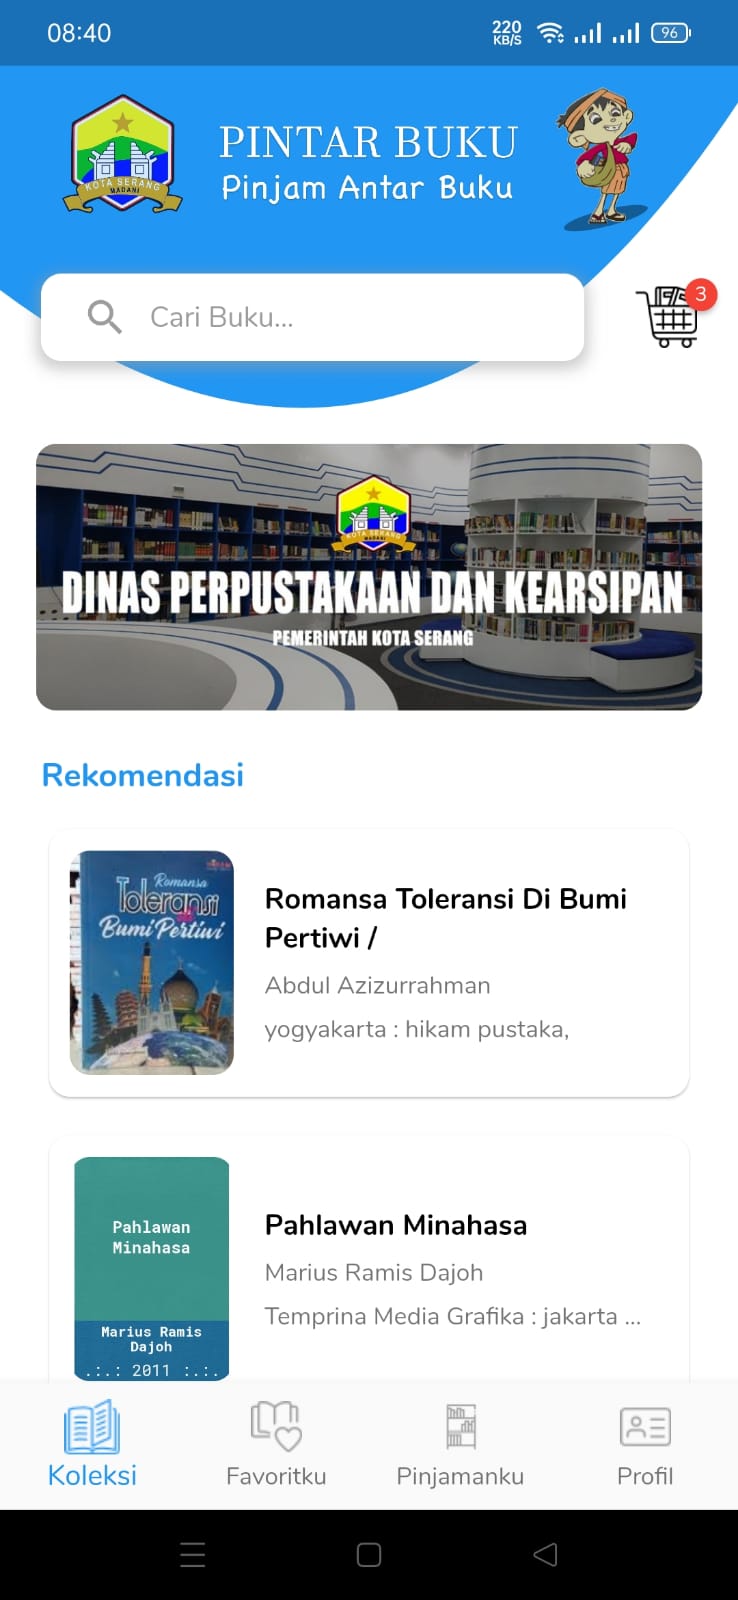 08:40
220
KB/S
96
KOTA SERANG
MADANI
PINTAR BUKU
Pinjam Antar Buku
Cari Buku...
3
KOTA SERANG
MADANI
DINAS PERPUSTAKAAN DAN KEARSIPAN
PEMERINTAH KOTA SERANG
Rekomendasi
Romansa
Toleransi
di
Bumi Pertiwi
Romansa Toleransi Di Bumi
Pertiwi /
Abdul Azizurrahman
yogyakarta : hikam pustaka,
Pahlawan
Minahasa
Marius Ramis
Dajoh
.:.: 2011 :.:.
Pahlawan Minahasa
Marius Ramis Dajoh
Temprina Media Grafika : jakarta ...
Koleksi
Favoritku
Pinjamanku
Profil